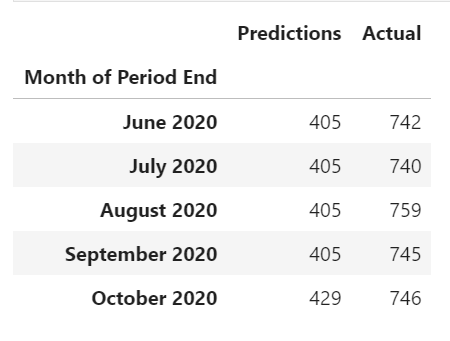 Predictions Actual
Month of Period End
June 2020 405 742
July 2020 405 740
August 2020 405 759
September 2020 405 745
October 2020 429 746